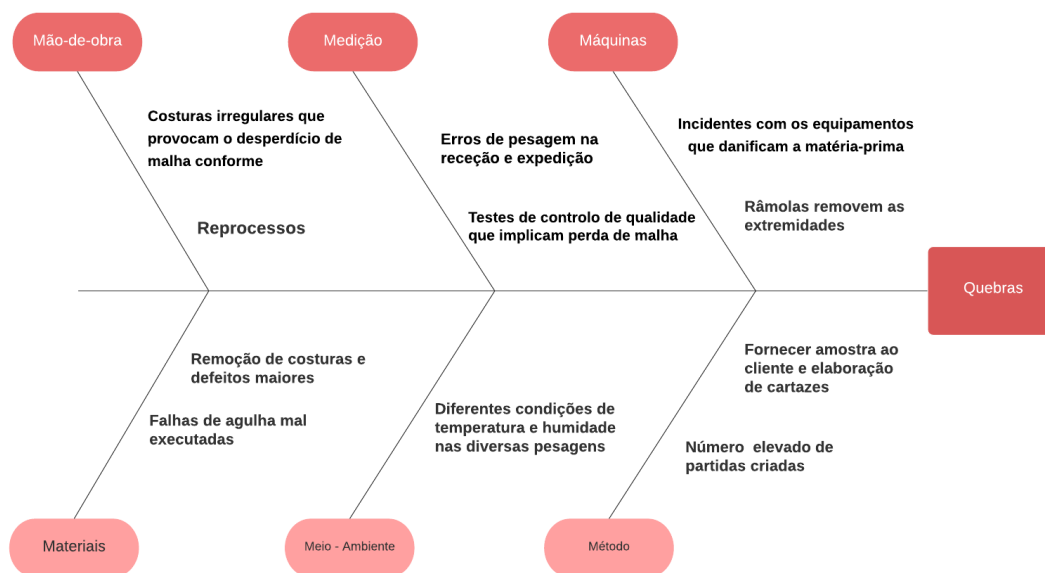 Mão-de-obra
Medição
Máquinas
Costuras irregulares que
provocam o desperdício de
malha conforme
Reprocessos
Erros de pesagem na
receção e expedição
Testes de controlo de qualidade
que implicam perda de malha
Incidentes com os equipamentos
que danificam a matéria-prima
Râmolas removem as
extremidades
Quebras
Remoção de costuras e
defeitos maiores
Falhas de agulha mal
executadas
Diferentes condições de
temperatura e humidade
nas diversas pesagens
Fornecer amostra ao
cliente e elaboração
de cartazes
Número  elevado de
partidas criadas
Materiais
Meio - Ambiente
Método